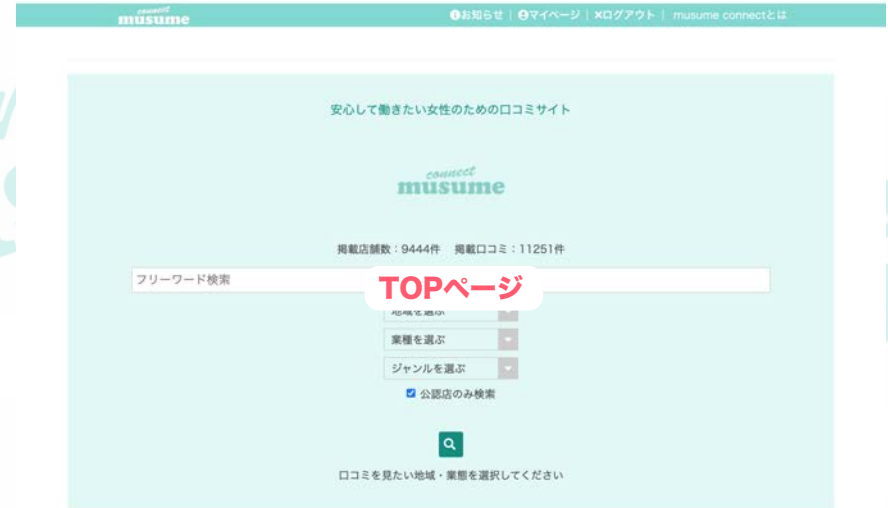 connect
musume
お知らせ | マイページ | ×ログアウト | musume connectとは
安心して働きたい女性のための口コミサイト
connect
musume
掲載店舗数:9444件 掲載口コミ:11251件
フリーワード検索
TOPページ
地域を選ぶ
業種を選ぶ
ジャンルを選ぶ
公認店のみ検索
口コミを見たい地域・業態を選択してください